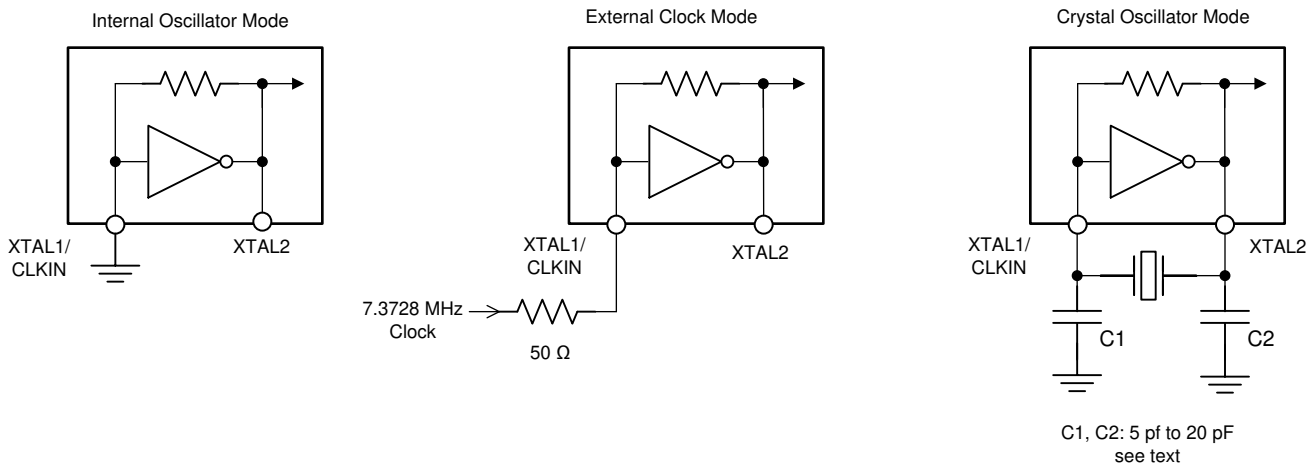 Internal Oscillator Mode
XTAL1/
CLKIN
XTAL2
External Clock Mode
XTAL1/
CLKIN
XTAL2
7.3728 MHz
Clock
50 Ω
Crystal Oscillator Mode
XTAL1/
CLKIN
XTAL2
C1
C2
C1, C2: 5 pf to 20 pF
see text